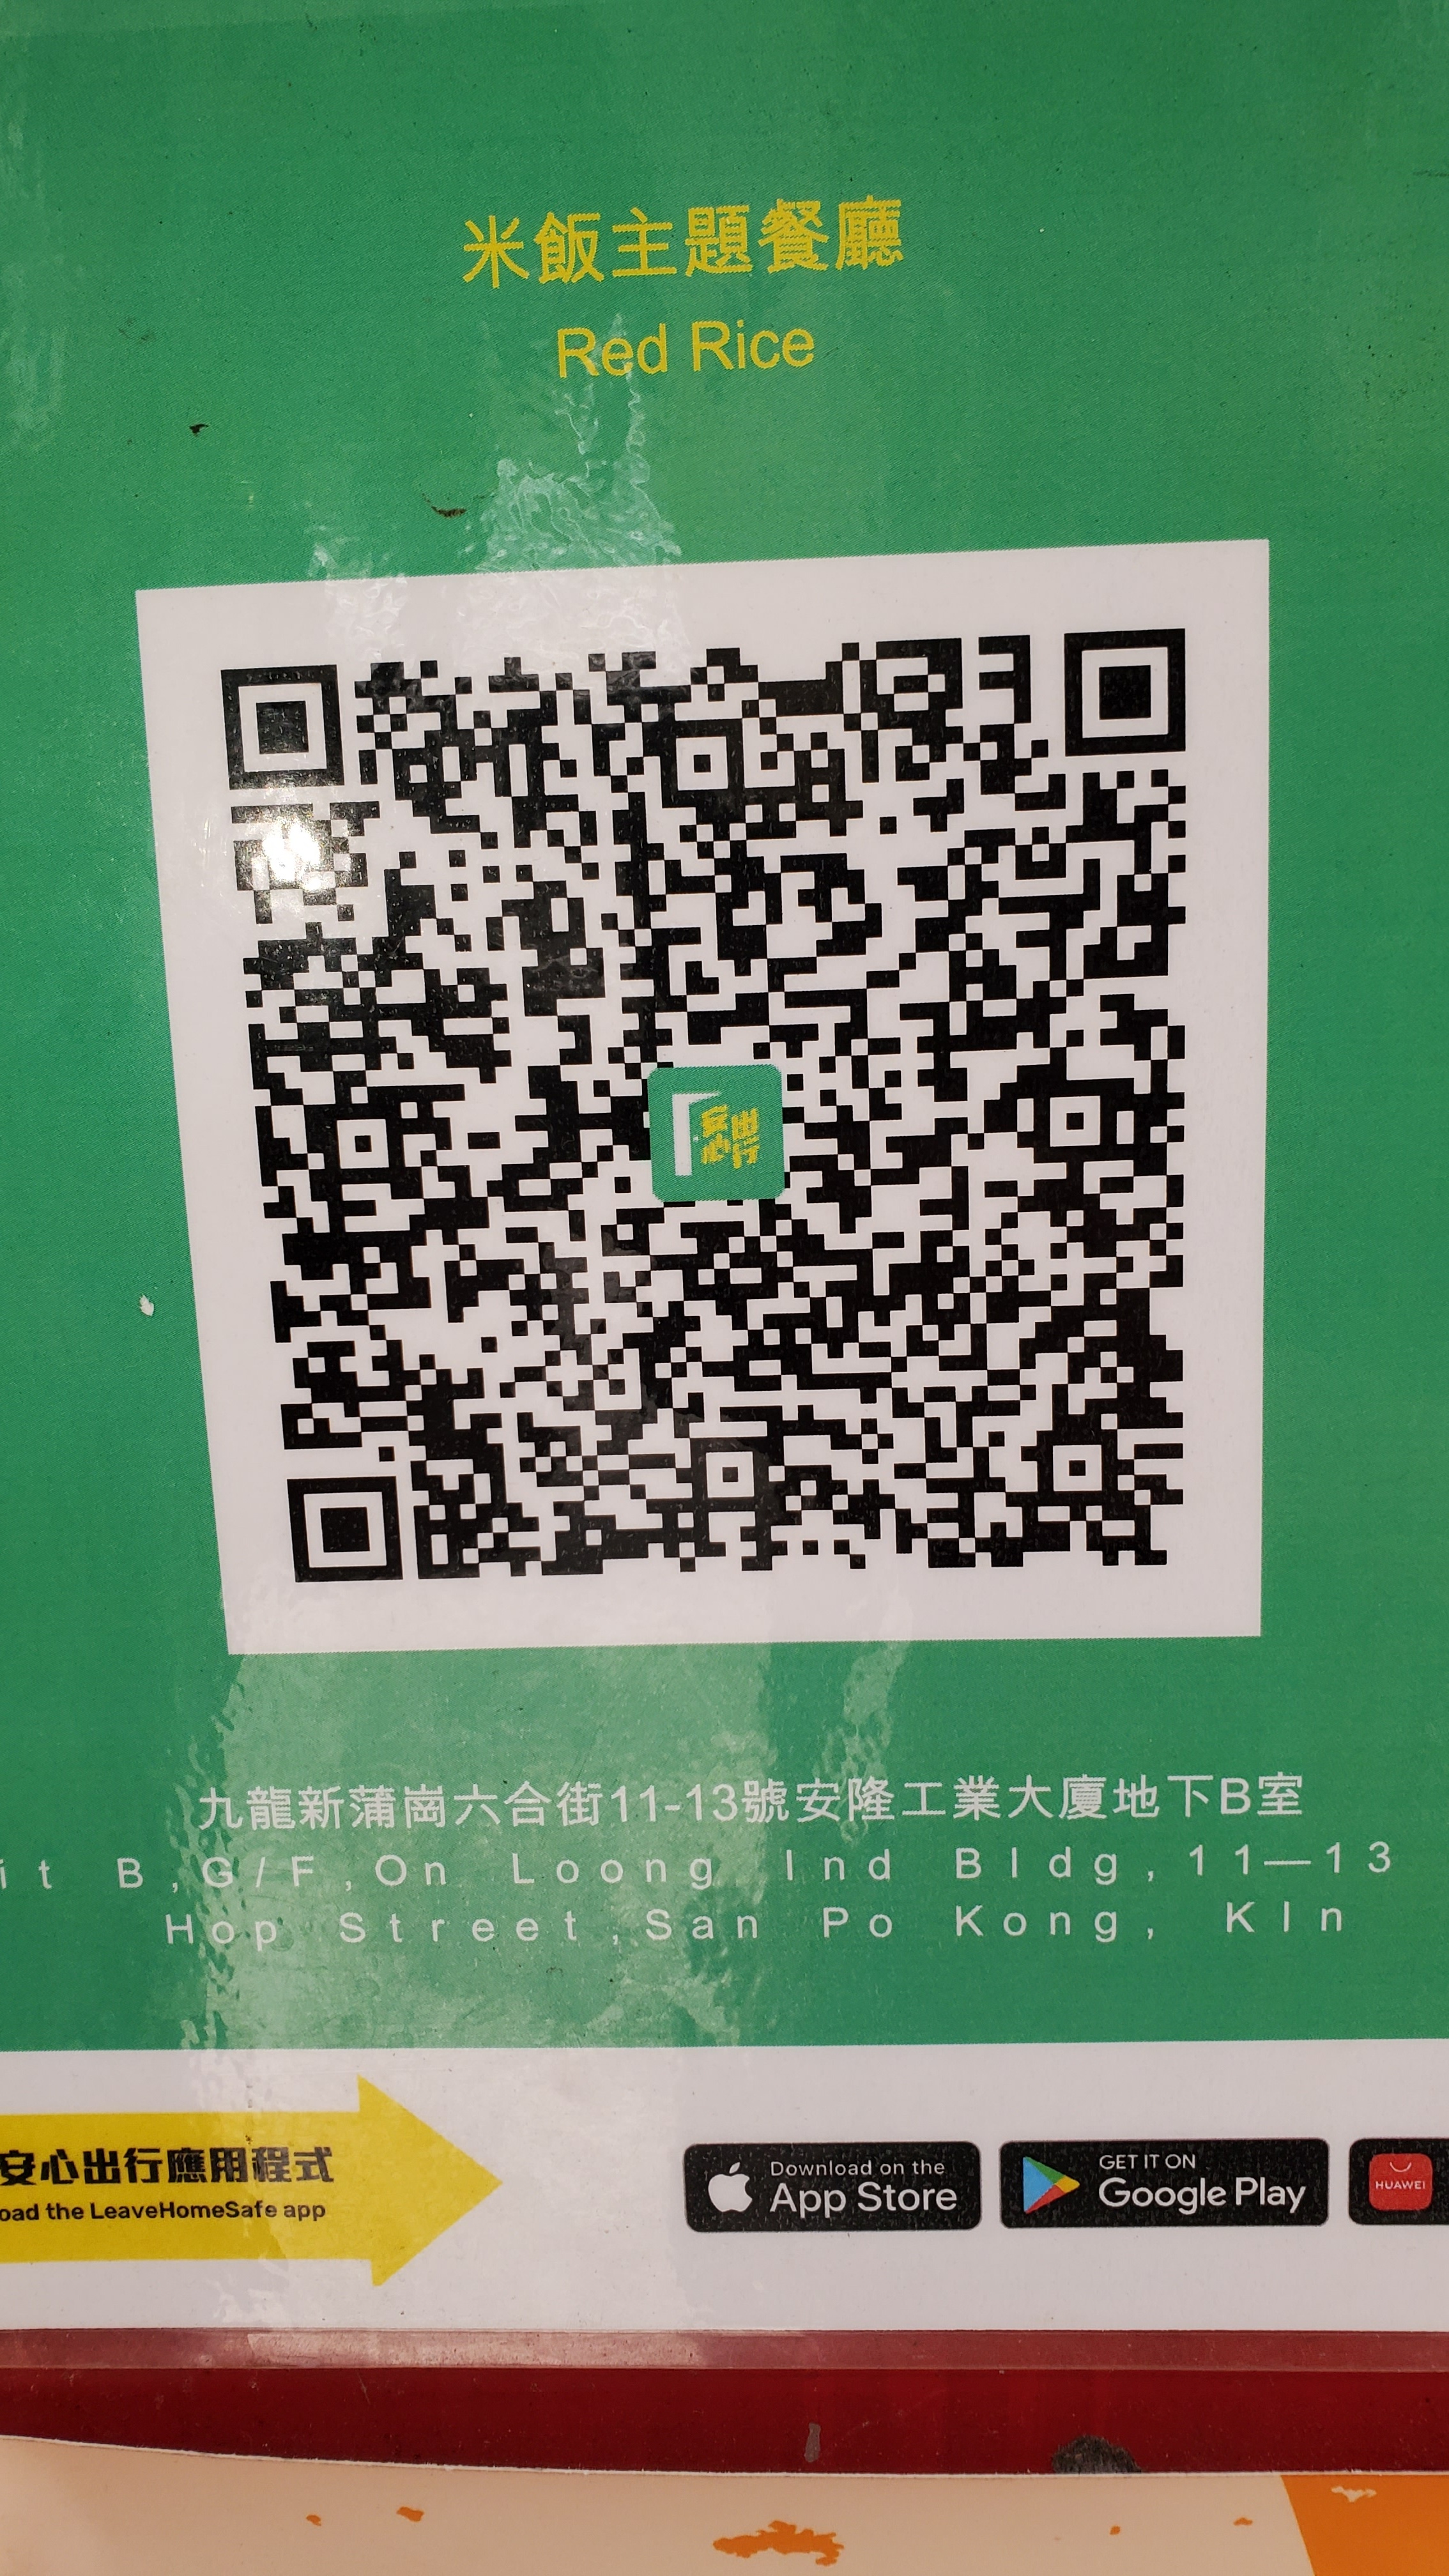 米飯主題餐廳
Red Rice
安心出行
九龍新蒲崗六合街11-13號安隆工業大廈地下B室
it B,G/F,On Loong Ind Bldg,11—13
Hop Street,San Po Kong, Kln
安心出行應用程式
oad the LeaveHomeSafe app
Download on the
App Store
GET IT ON
Google Play
HUAWEI